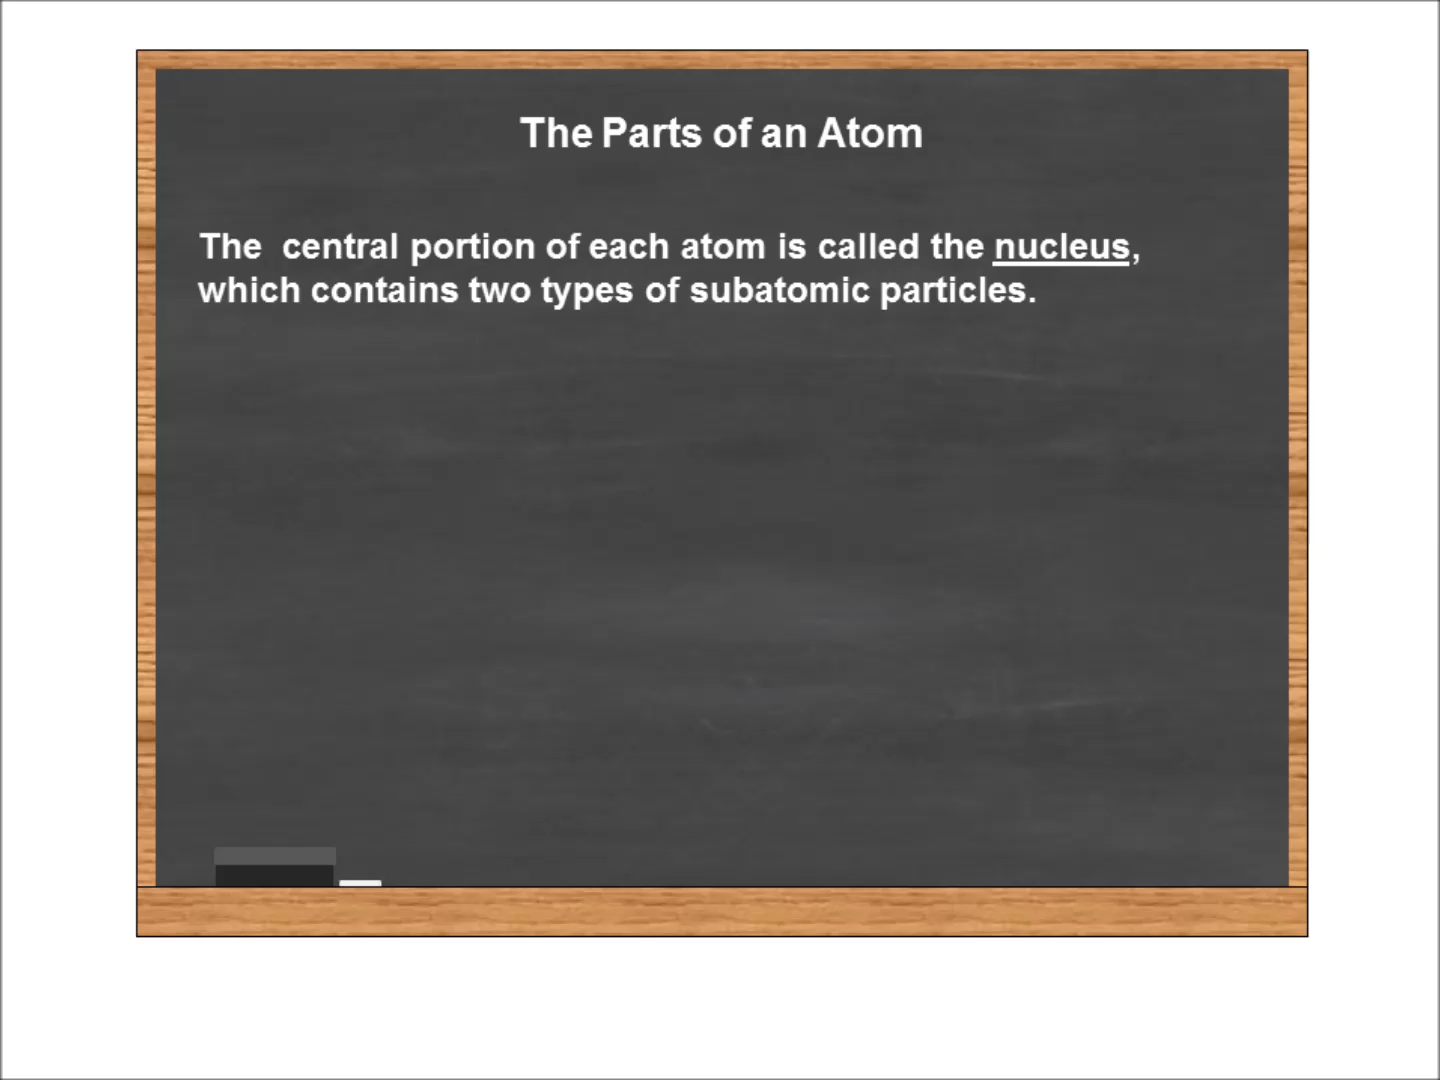 The Parts of an Atom
The central portion of each atom is called the nucleus,
which contains two types of subatomic particles.